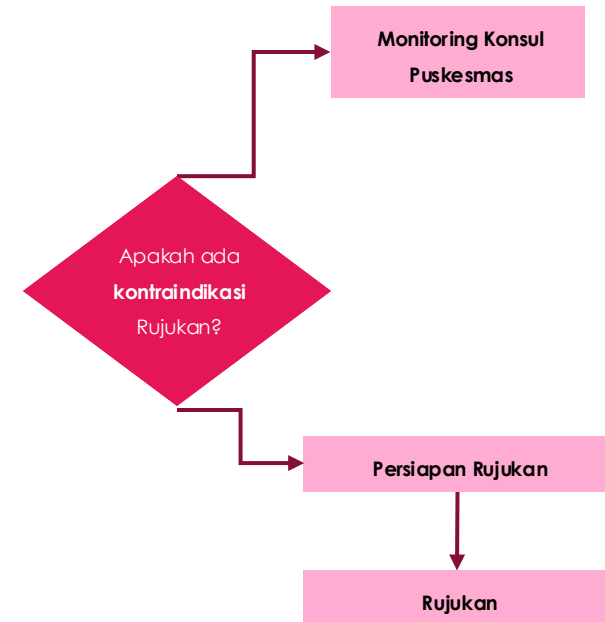 Monitoring Konsul
Puskesmas
Apakah ada
kontraindikasi
Rujukan?
Persiapan Rujukan
Rujukan